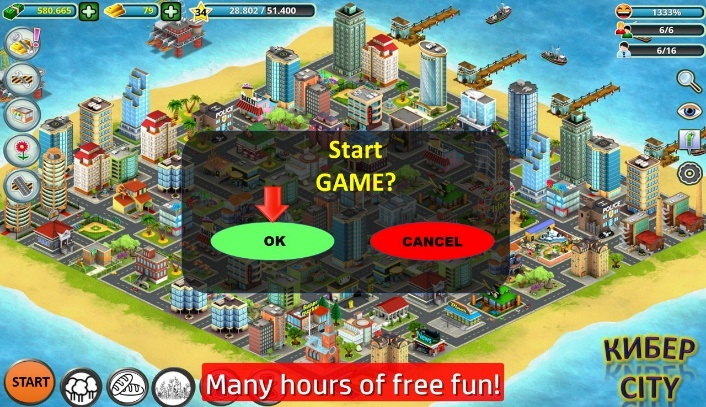 580.665
79
34
28.802 / 51.400
1333%
6/6
6/16
POLICE
Start
GAME?
OK
CANCEL
START
Many hours of free fun!
КИБЕР
CITY